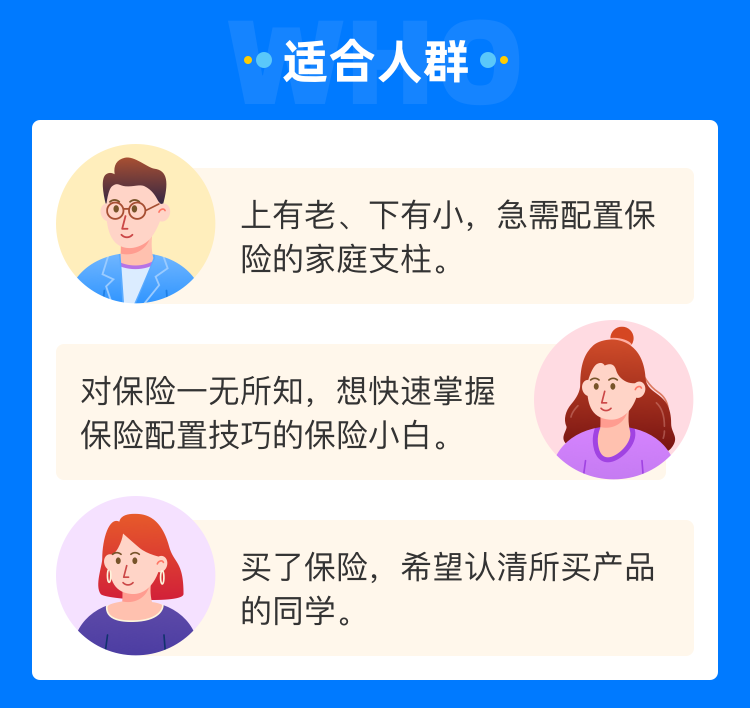 WHO
适合人群
上有老、下有小，急需配置保
险的家庭支柱。
对保险一无所知，想快速掌握
保险配置技巧的保险小白。
买了保险，希望认清所买产品
的同学。